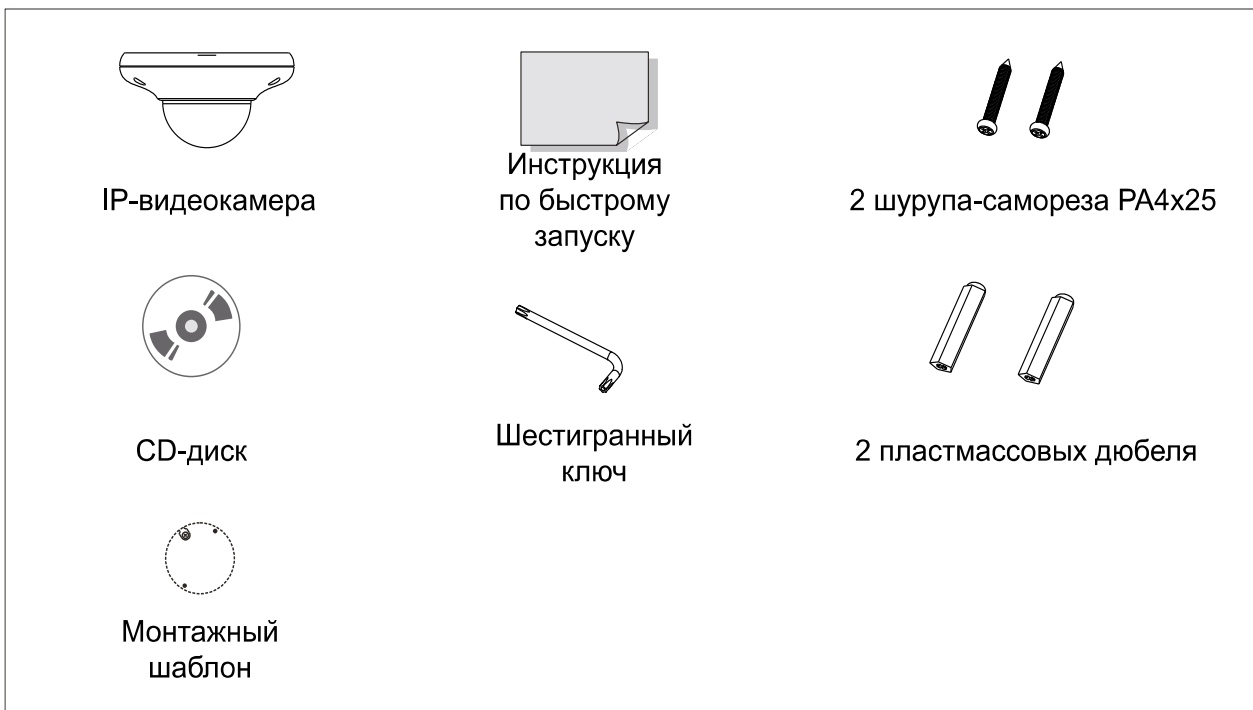 IP-видеокамера
Инструкция
по быстрому
запуску
2 шурупа-самореза PA4x25
CD-диск
Шестигранный
ключ
2 пластмассовых дюбеля
Монтажный
шаблон